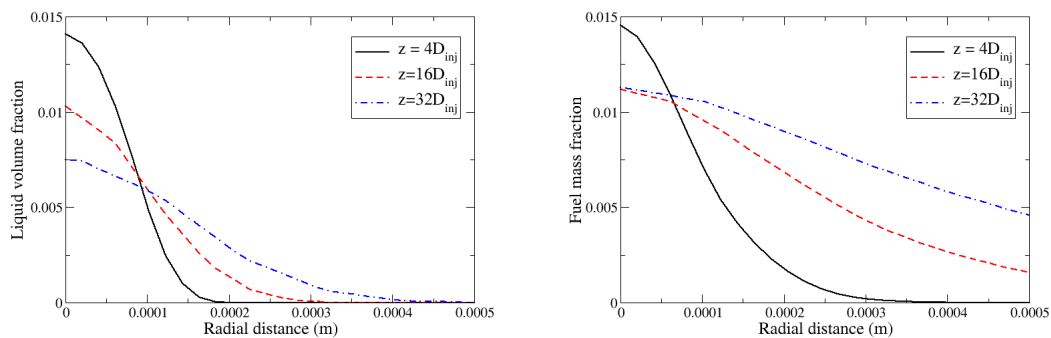 0.015
0.01
0.005
0
Liquid volume fraction
z = 4D_inj
z=16D_inj
z=32D_inj
0 0.0001 0.0002 0.0003 0.0004 0.0005
Radial distance (m)
0.015
0.01
0.005
0
Fuel mass fraction
z = 4D_inj
z=16D_inj
z=32D_inj
0 0.0001 0.0002 0.0003 0.0004 0.0005
Radial distance (m)